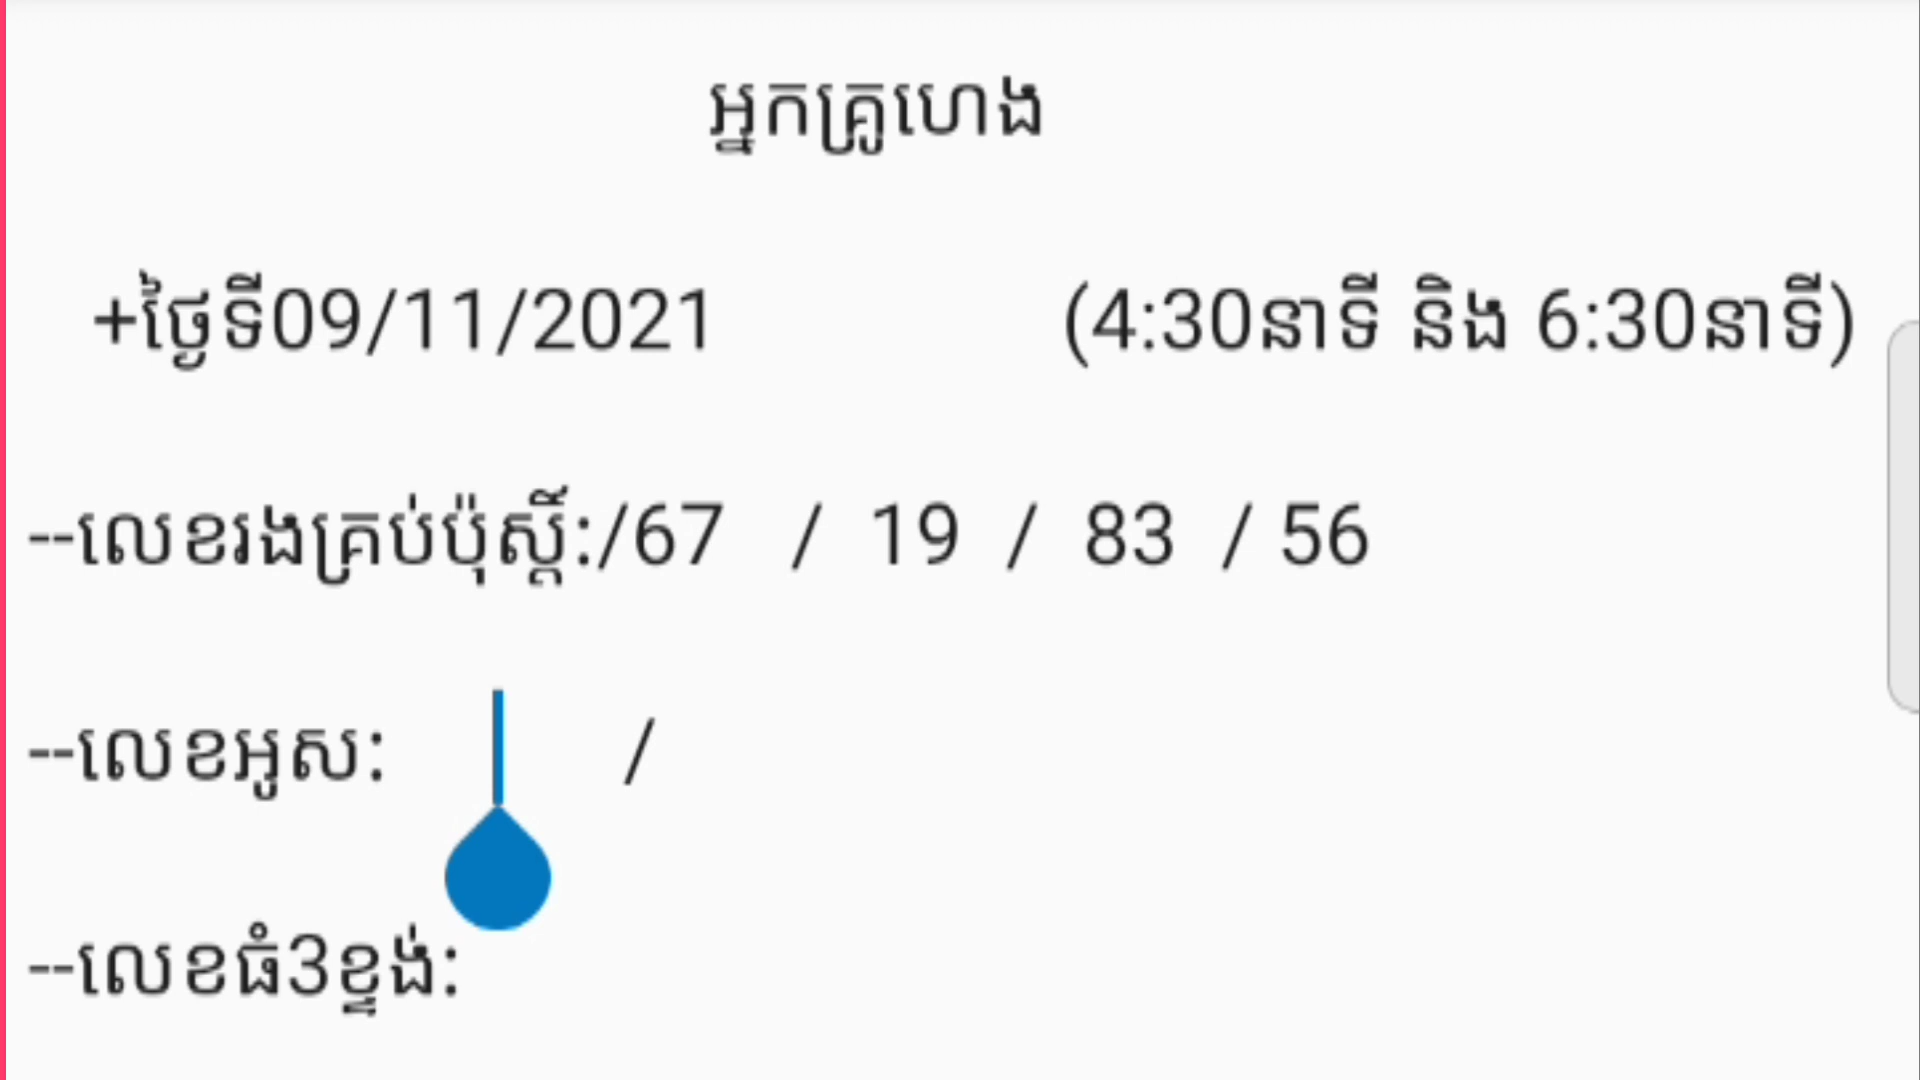 អ្នកគ្រូហេង
+ថ្ងៃទី09/11/2021 (4:30នាទី និង 6:30នាទី)
--លេខរងគ្រប់ប៉ុស្តិ៍:/67 / 19 / 83 / 56
--លេខអូស: /
--លេខធំ3ខ្ទង់: